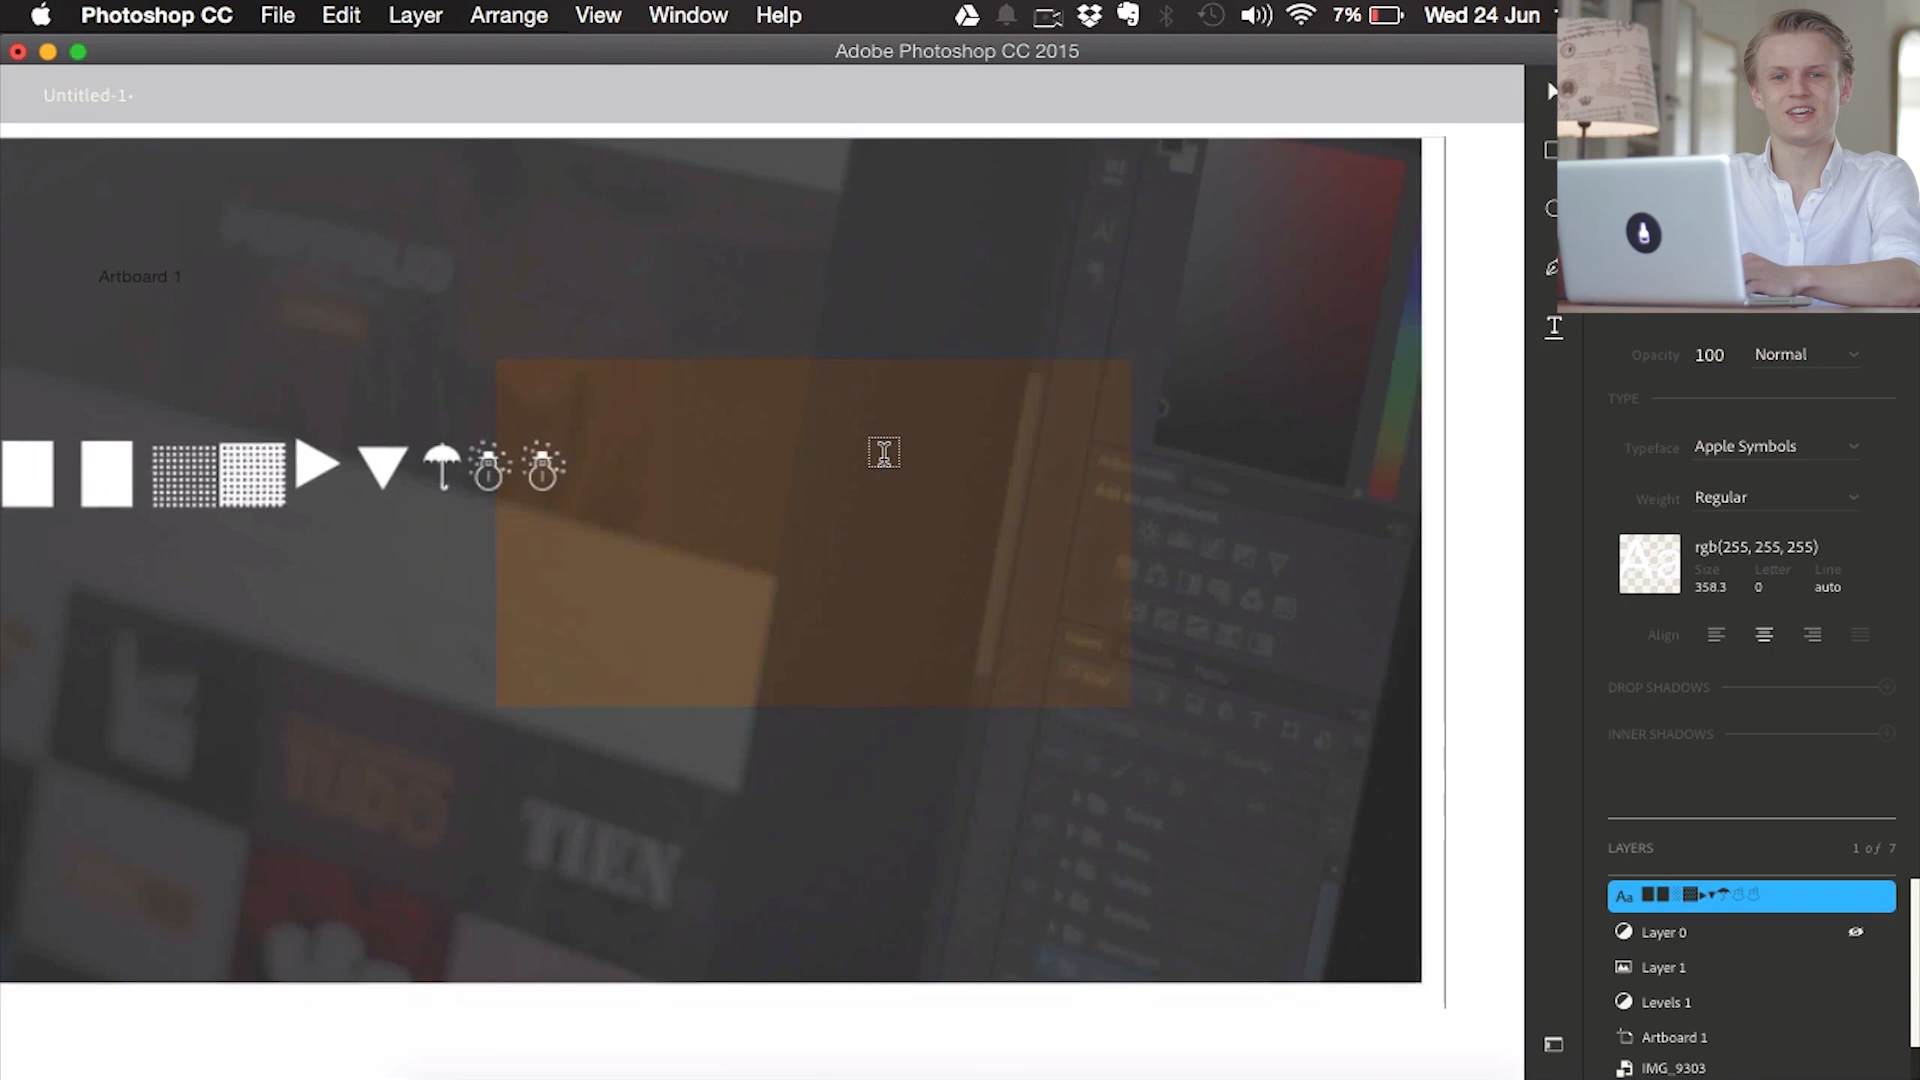 Photoshop CC File Edit Layer Arrange View Window Help 7% Wed 24 Jun
Adobe Photoshop CC 2015
Untitled-1•
Artboard 1
■ ■ ░ ▓ ▶ ▼ ☂ ☃ ☃
TIEN
T
Opacity 100 Normal
TYPE
Typeface Apple Symbols
Weight Regular
Aa rgb(255, 255, 255)
Size Letter Line
358.3 0 auto
Align
DROP SHADOWS
INNER SHADOWS
LAYERS 1 of 7
Aa ■■░▓▶▼☂☃☃
Layer 0
Layer 1
Levels 1
Artboard 1
IMG_9303